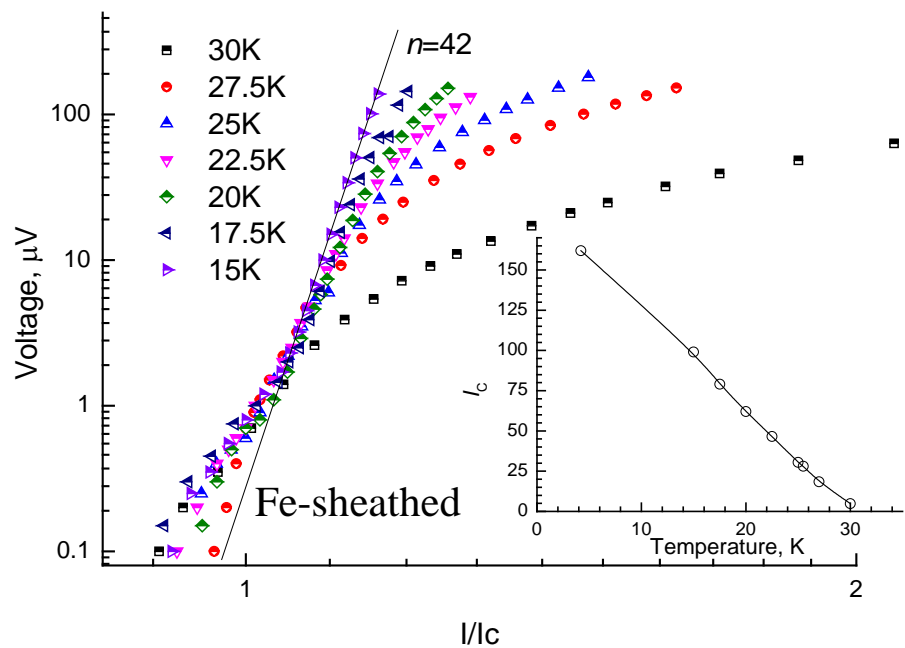 n=42
30K
27.5K
25K
22.5K
20K
17.5K
15K
100
10
1
0.1
Voltage, μV
Fe-sheathed
1
2
I/Ic
150
125
100
75
50
25
0
I_C
0
10
20
30
Temperature, K